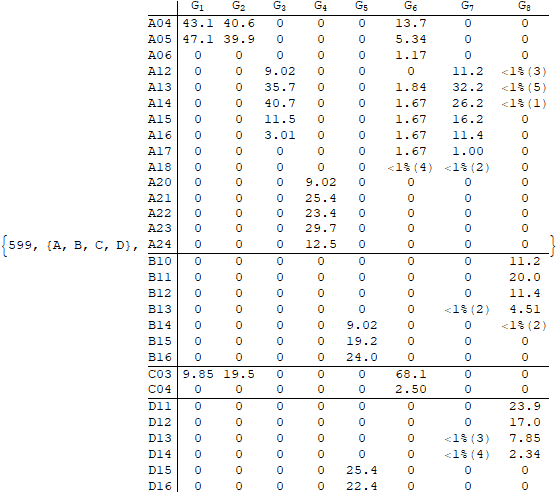 G1 G2 G3 G4 G5 G6 G7 G8
A04 43.1 40.6 0 0 0 13.7 0 0
A05 47.1 39.9 0 0 0 5.34 0 0
A06 0 0 0 0 0 1.17 0 0
A12 0 0 9.02 0 0 0 11.2 <1%(3)
A13 0 0 35.7 0 0 1.84 32.2 <1%(5)
A14 0 0 40.7 0 0 1.67 26.2 <1%(1)
A15 0 0 11.5 0 0 1.67 16.2 0
A16 0 0 3.01 0 0 1.67 11.4 0
A17 0 0 0 0 0 1.67 1.00 0
A18 0 0 0 0 0 <1%(4) <1%(2) 0
A20 0 0 0 9.02 0 0 0 0
A21 0 0 0 25.4 0 0 0 0
A22 0 0 0 23.4 0 0 0 0
A23 0 0 0 29.7 0 0 0 0
{599, {A, B, C, D}, A24 0 0 0 12.5 0 0 0 0 }
B10 0 0 0 0 0 0 0 11.2
B11 0 0 0 0 0 0 0 20.0
B12 0 0 0 0 0 0 0 11.4
B13 0 0 0 0 0 0 <1%(2) 4.51
B14 0 0 0 0 9.02 0 0 <1%(2)
B15 0 0 0 0 19.2 0 0 0
B16 0 0 0 0 24.0 0 0 0
C03 9.85 19.5 0 0 0 68.1 0 0
C04 0 0 0 0 0 2.50 0 0
D11 0 0 0 0 0 0 0 23.9
D12 0 0 0 0 0 0 0 17.0
D13 0 0 0 0 0 0 <1%(3) 7.85
D14 0 0 0 0 0 0 <1%(4) 2.34
D15 0 0 0 0 25.4 0 0 0
D16 0 0 0 0 22.4 0 0 0